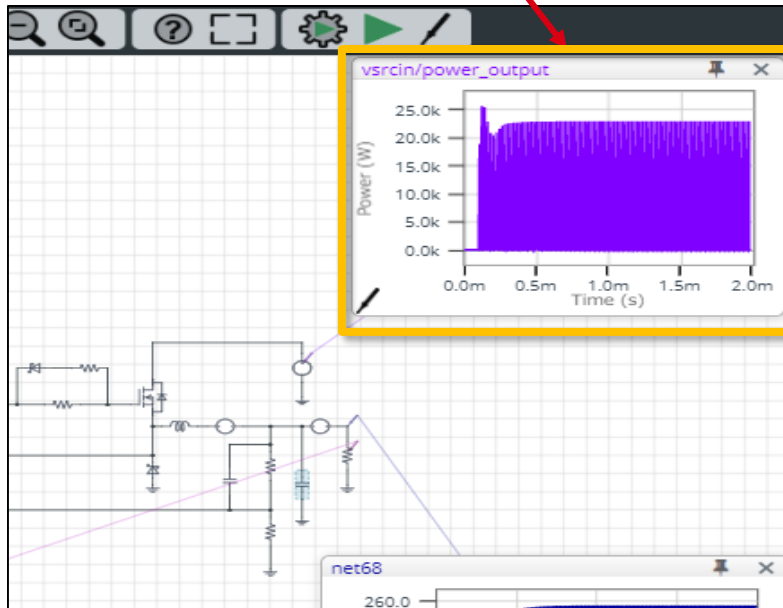 ?
vsrcin/power_output
25.0k
20.0k
15.0k
10.0k
5.0k
0.0k
Power (W)
0.0m 0.5m 1.0m 1.5m 2.0m
Time (s)
net68
260.0